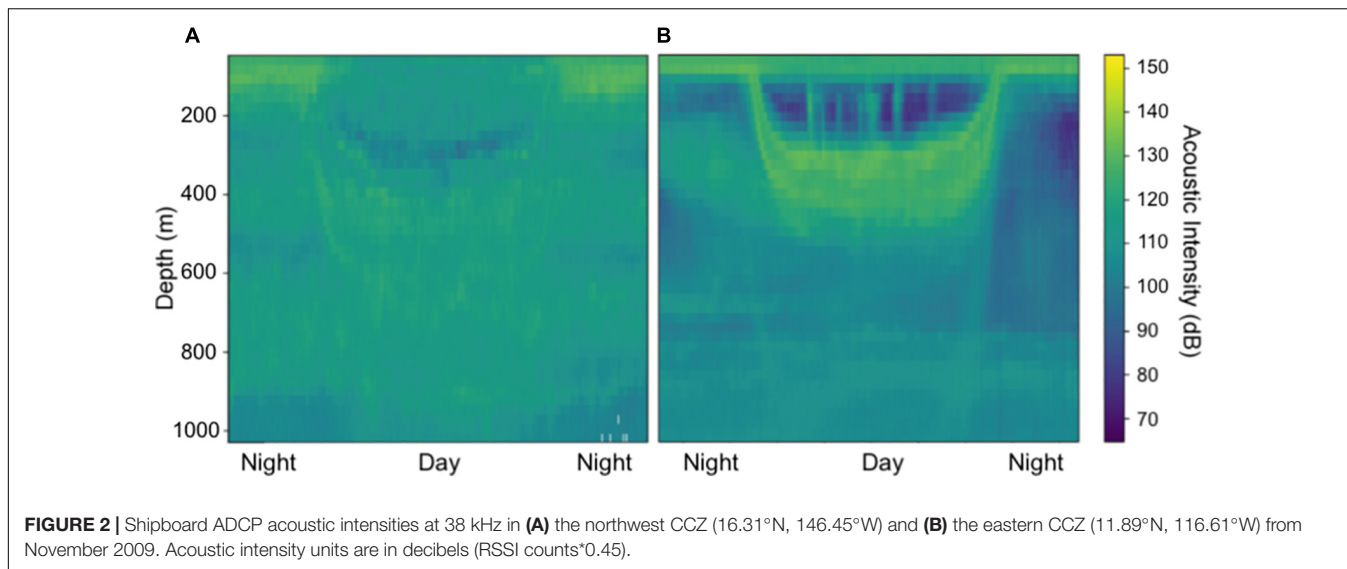 A
B
200
400
600
800
1000
Depth (m)
Night Day Night
Night Day Night
150
140
130
120
110
100
90
80
70
Acoustic Intensity (dB)
FIGURE 2 | Shipboard ADCP acoustic intensities at 38 kHz in (A) the northwest CCZ (16.31°N, 146.45°W) and (B) the eastern CCZ (11.89°N, 116.61°W) from
November 2009. Acoustic intensity units are in decibels (RSSI counts*0.45).